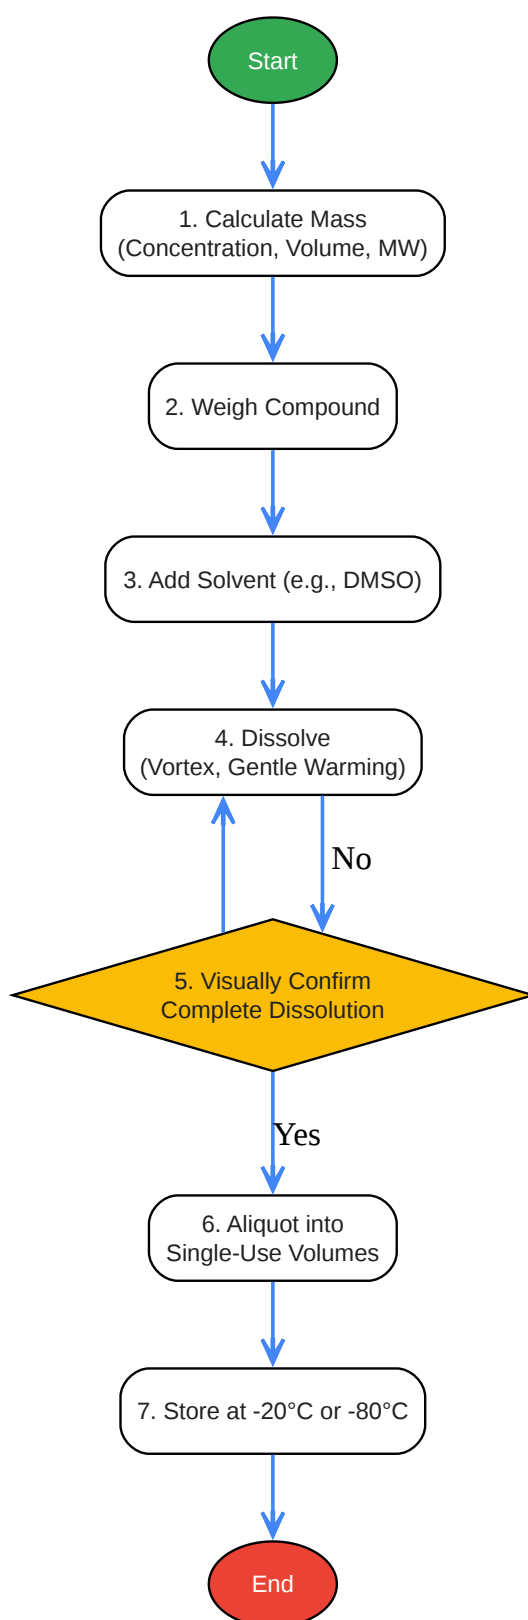 Start
1. Calculate Mass
(Concentration, Volume, MW)
2. Weigh Compound
3. Add Solvent (e.g., DMSO)
4. Dissolve
(Vortex, Gentle Warming)
No
5. Visually Confirm
Complete Dissolution
Yes
6. Aliquot into
Single-Use Volumes
7. Store at -20°C or -80°C
End